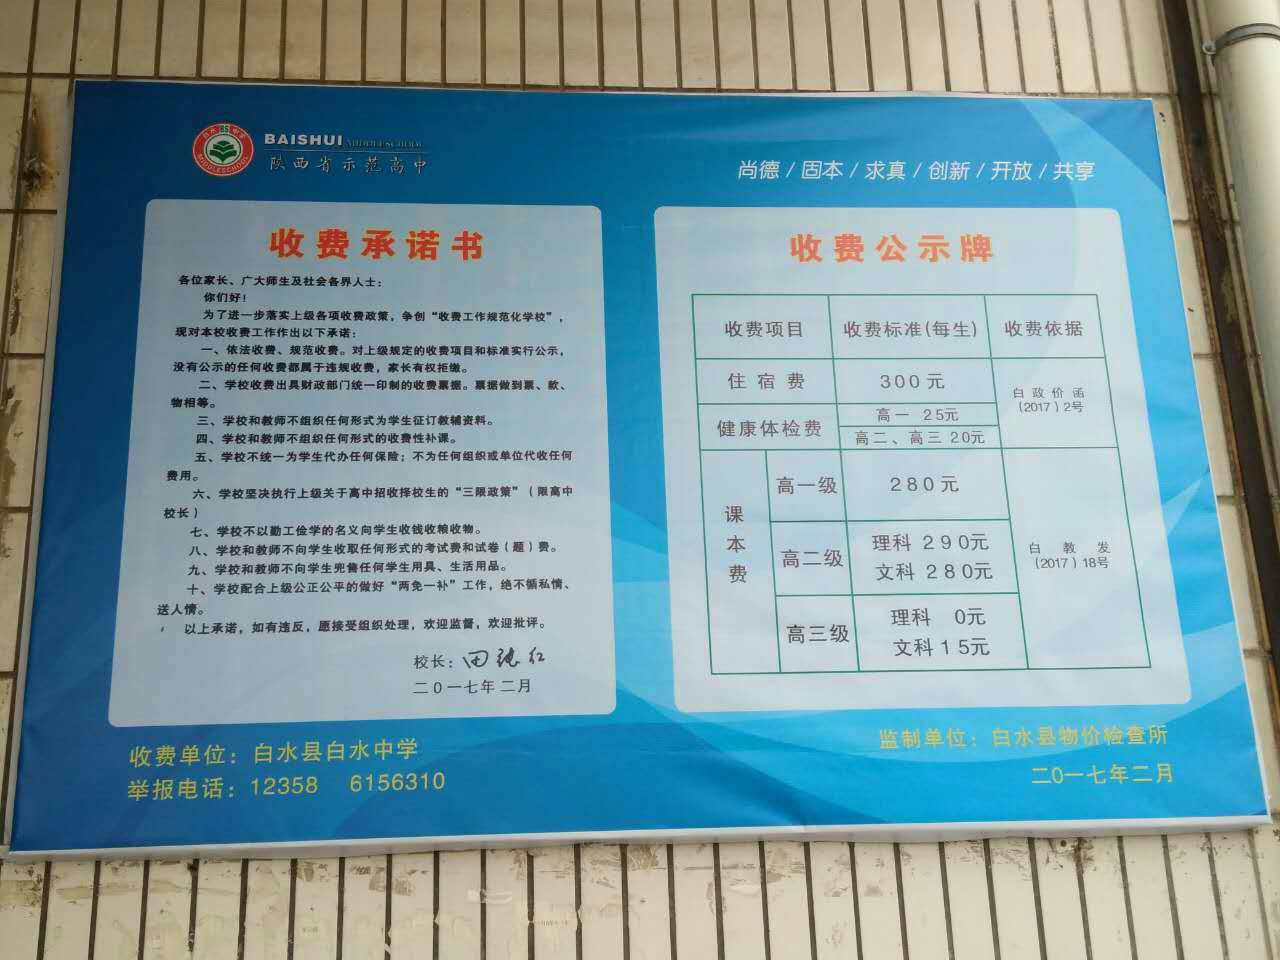 白水中学
MIDDLESCHOOL
BAISHUI MIDDLESCHOOL
陕西省示范高中
尚德/固本/求真/创新/开放/共享
收费承诺书
各位家长、广大师生及社会各界人士：
你们好！
为了进一步落实上级各项收费政策，争创“收费工作规范化学校”，
现对本校收费工作作出以下承诺：
一、依法收费、规范收费。对上级规定的收费项目和标准实行公示，
没有公示的任何收费都属于违规收费，家长有权拒缴。
二、学校收费出具财政部门统一印制的收费票据。票据做到票、款、
物相等。
三、学校和教师不组织任何形式为学生征订教辅资料。
四、学校和教师不组织任何形式的收费性补课。
五、学校不统一为学生代办任何保险；不为任何组织或单位代收任何
费用。
六、学校坚决执行上级关于高中招收择校生的“三限政策”（限高中
校长）
七、学校不以勤工俭学的名义向学生收钱收粮收物。
八、学校和教师不向学生收取任何形式的考试费和试卷（题）费。
九、学校和教师不向学生兜售任何学生用具、生活用品。
十、学校配合上级公正公平的做好“两免一补”工作，绝不循私情、
送人情。
以上承诺，如有违反，愿接受组织处理，欢迎监督，欢迎批评。
校长：田 红
二0一七年二月
收费公示牌
收费项目 收费标准(每生) 收费依据
住宿费 300元 白政价函
（2017）2号
健康体检费 高一 25元
高二、高三 20元
课本费 高一级 280元 白教发
（2017）18号
高二级 理科 290元
文科 280元
高三级 理科 0元
文科 15元
收费单位：白水县白水中学
举报电话：12358 6156310
监制单位：白水县物价检查所
二0一七年二月